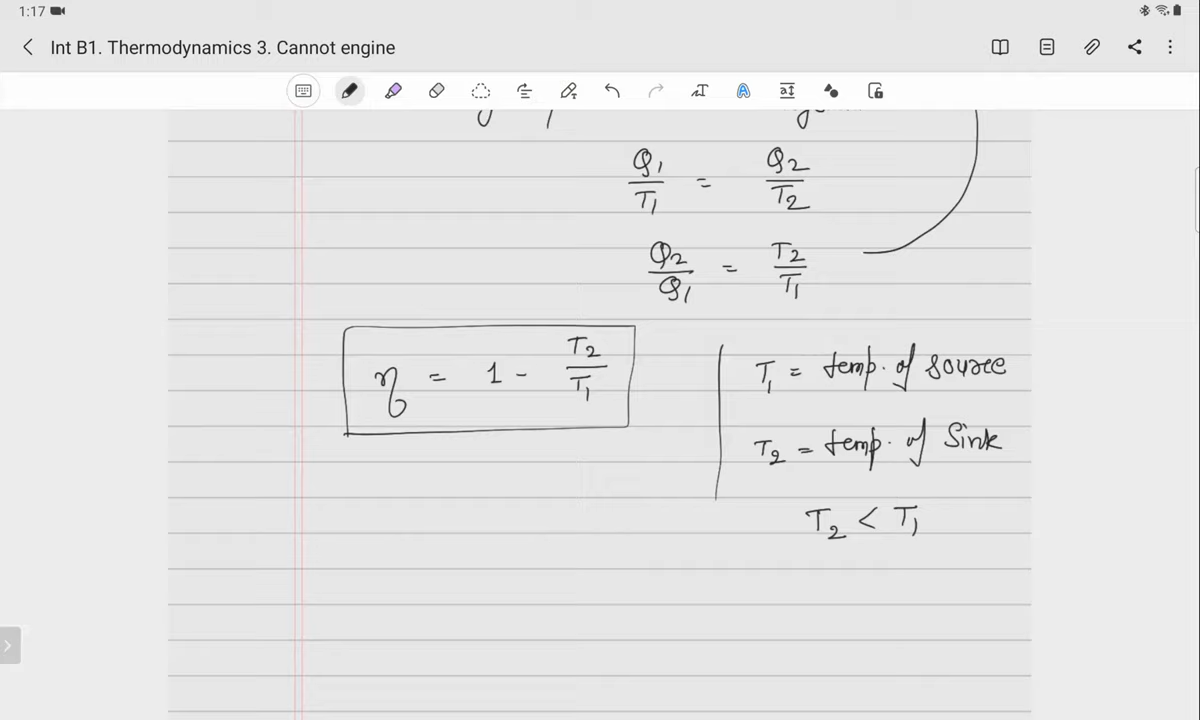 1:17
Int B1. Thermodynamics 3. Cannot engine
Q1/T1 = Q2/T2
Q2/Q1 = T2/T1
η = 1 - T2/T1
T1 = temp. of source
T2 = temp. of Sink
T2 < T1